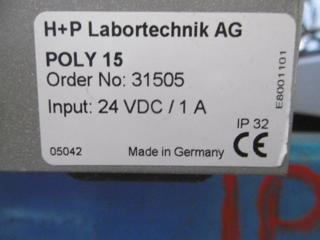 H+P Labortechnik AG
POLY 15
Order No: 31505
Input: 24 VDC / 1 A
IP 32
05042 Made in Germany CE
E8001101
IP